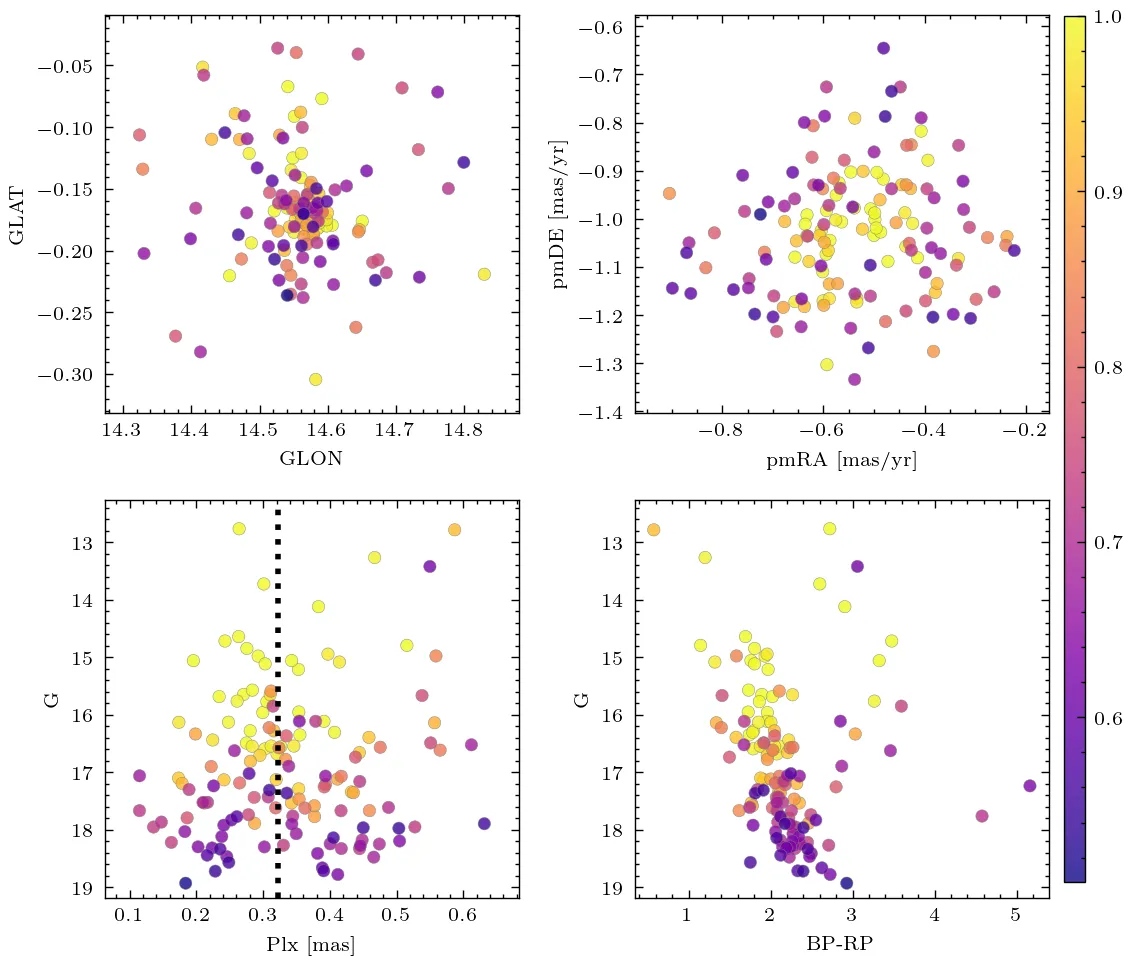 −0.05
−0.10
−0.15
−0.20
−0.25
−0.30
GLAT
14.3 14.4 14.5 14.6 14.7 14.8
GLON
−0.6
−0.7
−0.8
−0.9
−1.0
−1.1
−1.2
−1.3
−1.4
pmDE [mas/yr]
−0.8 −0.6 −0.4 −0.2
pmRA [mas/yr]
1.0
0.9
0.8
0.7
0.6
13
14
15
16
17
18
19
G
0.1 0.2 0.3 0.4 0.5 0.6
Plx [mas]
13
14
15
16
17
18
19
G
1 2 3 4 5
BP-RP